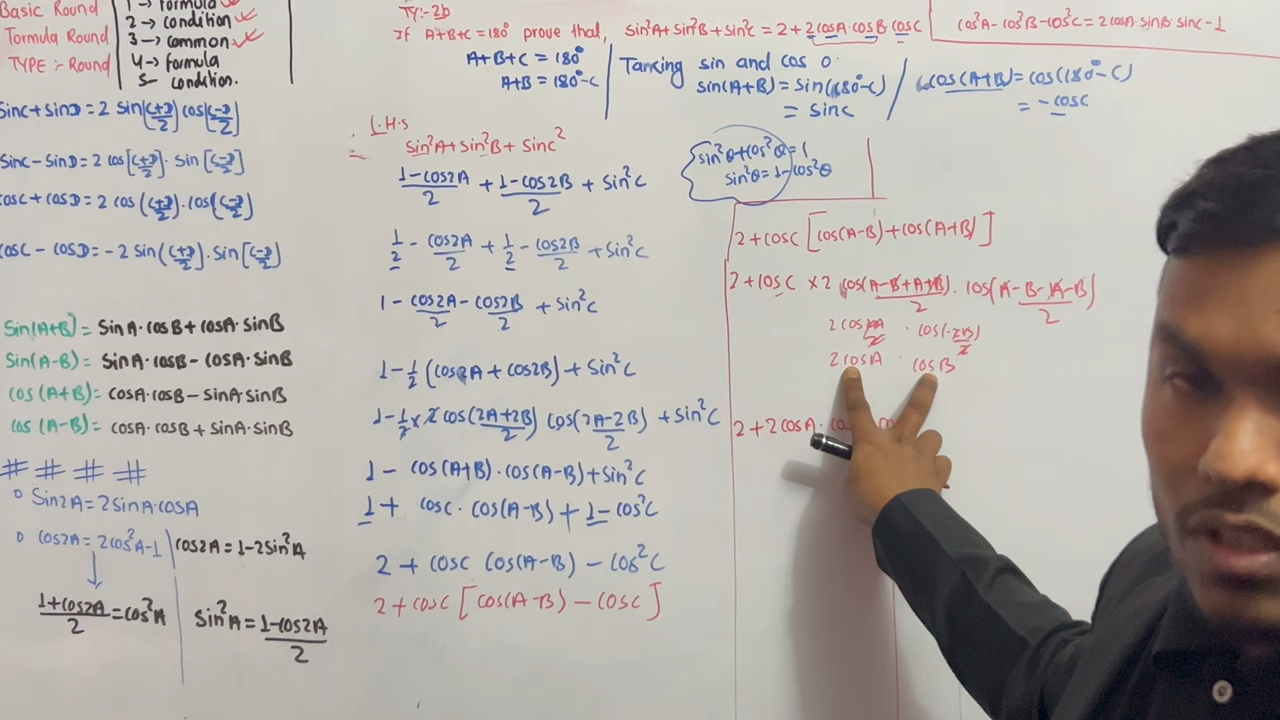 Basic Round
Formula Round
TYPE :- Round
1 → formula
2 → condition
3 → common
4 → formula
5 - condition.
sinC + sinD = 2 sin(C+D/2) cos(C-D/2)
sinC - sinD = 2 cos[C+D/2] · sin[C-D/2]
cosC + cosD = 2 cos(C+D/2) · cos(C-D/2)
cosC - cosD = -2 sin(C+D/2) · sin[C-D/2]
Sin(A+B) = SinA·cosB + cosA·sinB
Sin(A-B) = SinA·cosB - cosA·sinB
cos(A+B) = cosA·cosB - sinA·sinB
cos(A-B) = cosA·cosB + sinA·sinB
# # # #
Sin2A = 2sinA·cosA
cos2A = 2cos²A-1 | cos2A = 1-2sin²A
1+cos2A/2 = cos²A
sin²A = 1-cos2A/2
TY:-2b
If A+B+C = 180° prove that, sin²A + sin²B + sin²C = 2 + 2cosA·cosB cosC
cos²A - cos²B - cos²C = 2cosA·sinB·sinC - 1
A+B+C = 180°
A+B = 180°-C
Tanking sin and cos o
sin(A+B) = sin(180°-C)
= sinC
cos(A+B) = cos(180°-C)
= -cosC
L.H.S
= sin²A + sin²B + sinC²
1-cos2A/2 + 1-cos2B/2 + sin²C
1/2 - cos2A/2 + 1/2 - cos2B/2 + sin²C
1 - cos2A/2 - cos2B/2 + sin²C
1 - 1/2 (cos2A + cos2B) + sin²C
1 - 1/2 × 2 cos(2A+2B/2) cos(2A-2B/2) + sin²C
1 - cos(A+B)·cos(A-B) + sin²C
1 + cosC·cos(A-B) + 1 - cos²C
2 + cosC cos(A-B) - cos²C
2 + cosC [cos(A-B) - cosC]
sin²θ + cos²θ = 1
sin²θ = 1 - cos²θ
2 + cosC [cos(A-B) + cos(A+B)]
2 + cosC × 2 cos(A-B+A+B)/2 · cos(A-B-A-B)/2
2 cos 2A/2 · cos(-2B)/2
2 cosA · cosB
2 + 2 cosA·